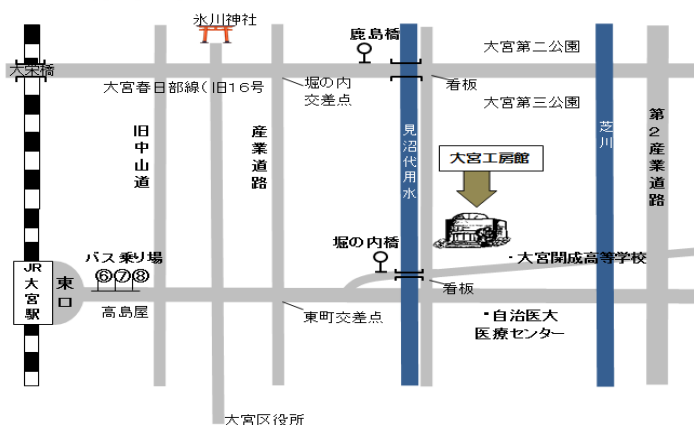 氷川神社
鹿島橋
大宮第二公園
大栄橋
大宮春日部線(旧16号
堀の内
交差点
看板
大宮第三公園
旧中山道
産業道路
見沼代用水
芝川
第2産業道路
大宮工房館
バス乗り場
⑥⑦⑧
堀の内橋
・大宮開成高等学校
JR
大宮駅
東口
高島屋
東町交差点
看板
・自治医大
医療センター
大宮区役所